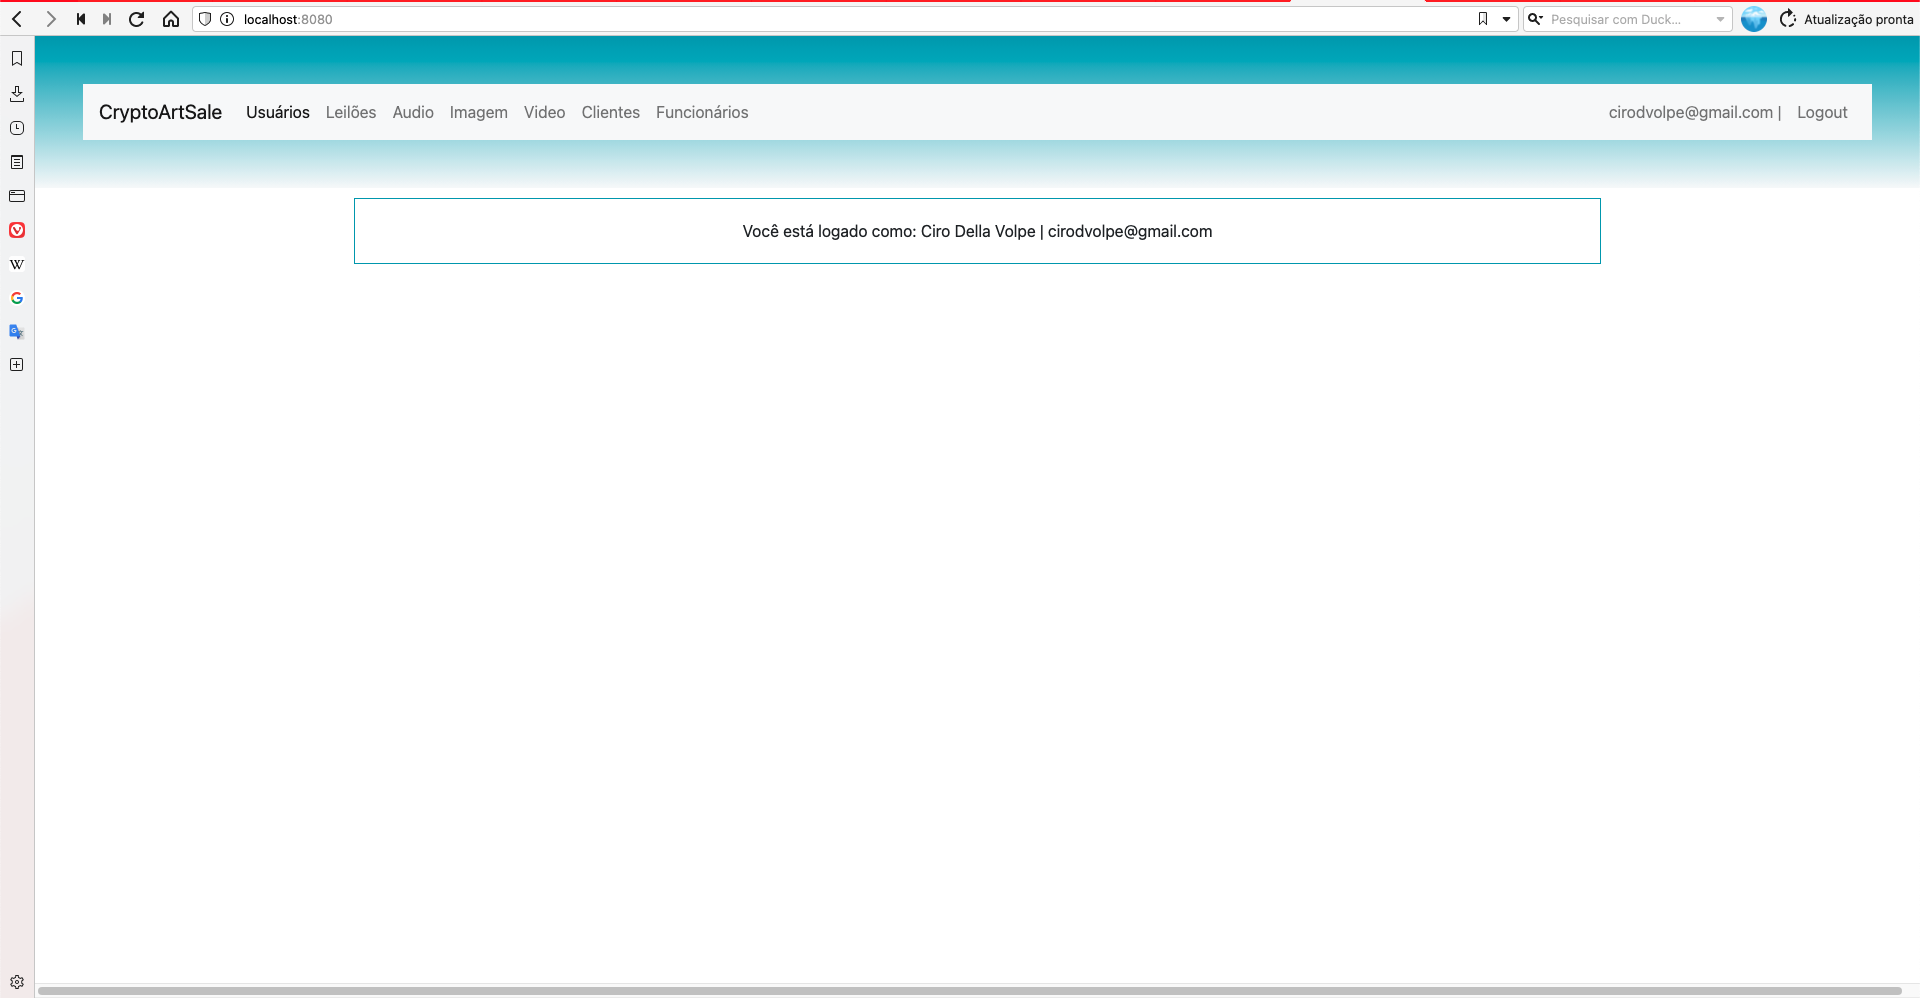 localhost:8080
Pesquisar com Duck...
Atualização pronta
CryptoArtSale Usuários Leilões Audio Imagem Video Clientes Funcionários cirodvolpe@gmail.com | Logout
Você está logado como: Ciro Della Volpe | cirodvolpe@gmail.com
W
G